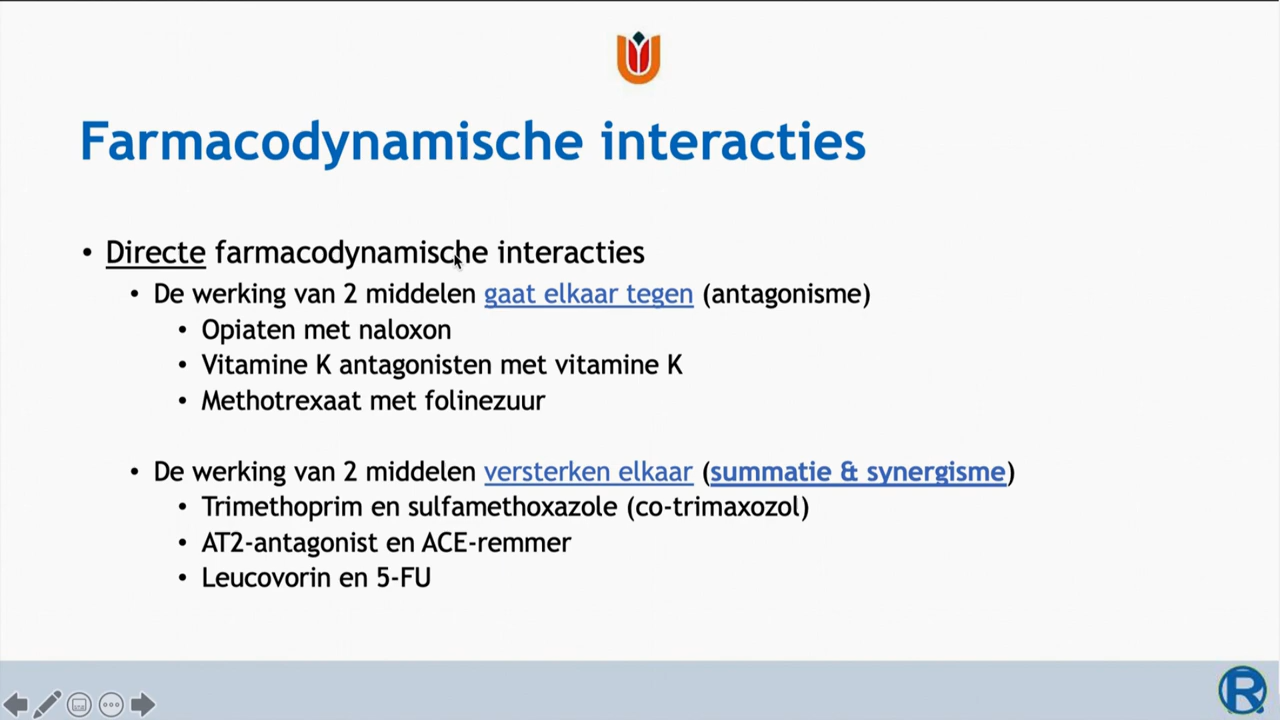 Farmacodynamische interacties
• Directe farmacodynamische interacties
• De werking van 2 middelen gaat elkaar tegen (antagonisme)
• Opiaten met naloxon
• Vitamine K antagonisten met vitamine K
• Methotrexaat met folinezuur
• De werking van 2 middelen versterken elkaar (summatie & synergisme)
• Trimethoprim en sulfamethoxazole (co-trimaxozol)
• AT2-antagonist en ACE-remmer
• Leucovorin en 5-FU
R